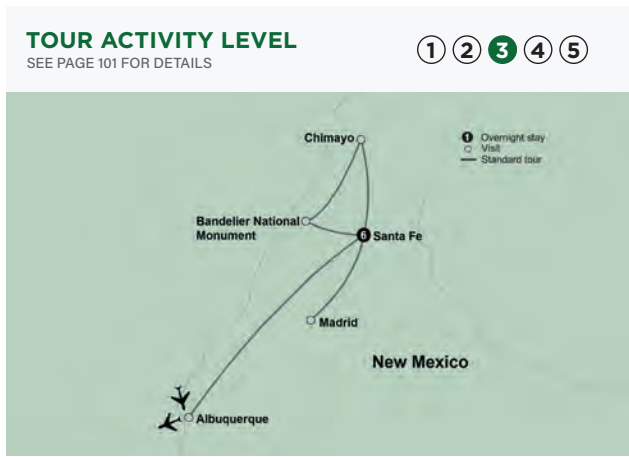 TOUR ACTIVITY LEVEL
SEE PAGE 101 FOR DETAILS
1 2 3 4 5
Chimayo
1 Overnight stay
Visit
Standard tour
Bandelier National
Monument
6 Santa Fe
Madrid
New Mexico
Albuquerque